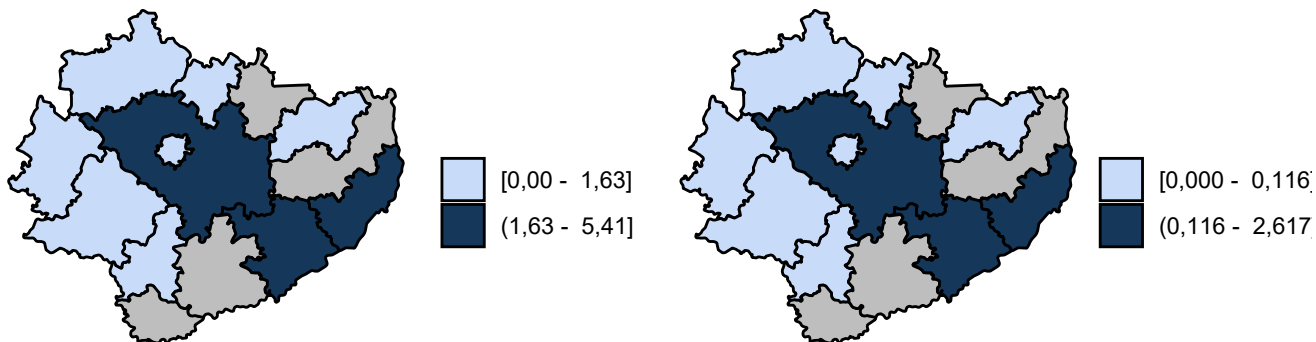 [0,00 - 1,63]
(1,63 - 5,41]
[0,000 - 0,116]
(0,116 - 2,617]